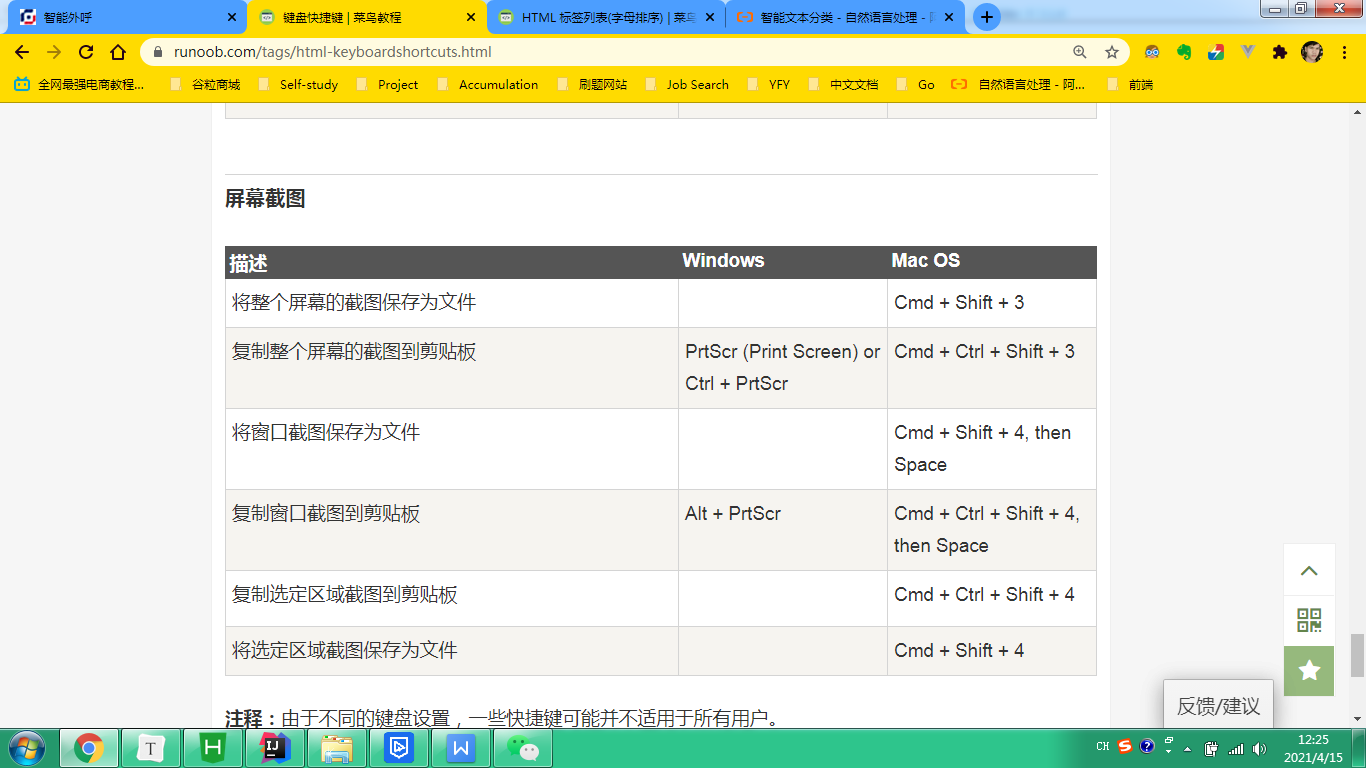 智能外呼
键盘快捷键 | 菜鸟教程
HTML 标签列表(字母排序) | 菜鸟
智能文本分类 - 自然语言处理 - 阿
runoob.com/tags/html-keyboardshortcuts.html
全网最强电商教程...
谷粒商城
Self-study
Project
Accumulation
刷题网站
Job Search
YFY
中文文档
Go
自然语言处理 - 阿...
前端
屏幕截图
描述 Windows Mac OS
将整个屏幕的截图保存为文件 Cmd + Shift + 3
复制整个屏幕的截图到剪贴板 PrtScr (Print Screen) or Cmd + Ctrl + Shift + 3
Ctrl + PrtScr
将窗口截图保存为文件 Cmd + Shift + 4, then
Space
复制窗口截图到剪贴板 Alt + PrtScr Cmd + Ctrl + Shift + 4,
then Space
复制选定区域截图到剪贴板 Cmd + Ctrl + Shift + 4
将选定区域截图保存为文件 Cmd + Shift + 4
反馈/建议
注释：由于不同的键盘设置，一些快捷键可能并不适用于所有用户。
T
H
IJ
W
CH
12:25
2021/4/15